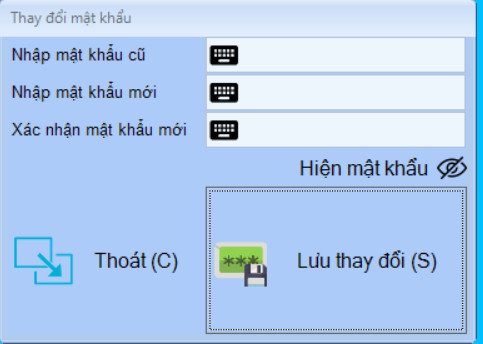 Thay đổi mật khẩu
Nhập mật khẩu cũ
Nhập mật khẩu mới
Xác nhận mật khẩu mới
Hiện mật khẩu
Thoát (C)
***
Lưu thay đổi (S)